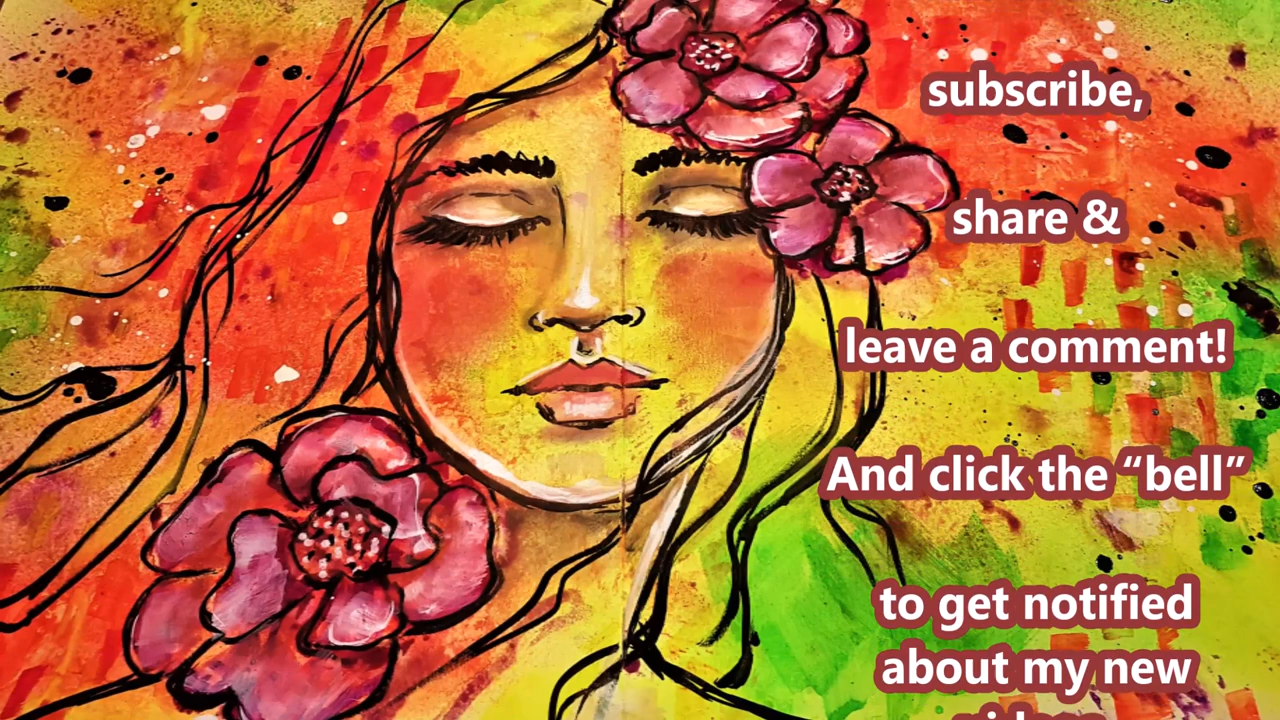 subscribe,
share &
leave a comment!
And click the “bell”
to get notified
about my new